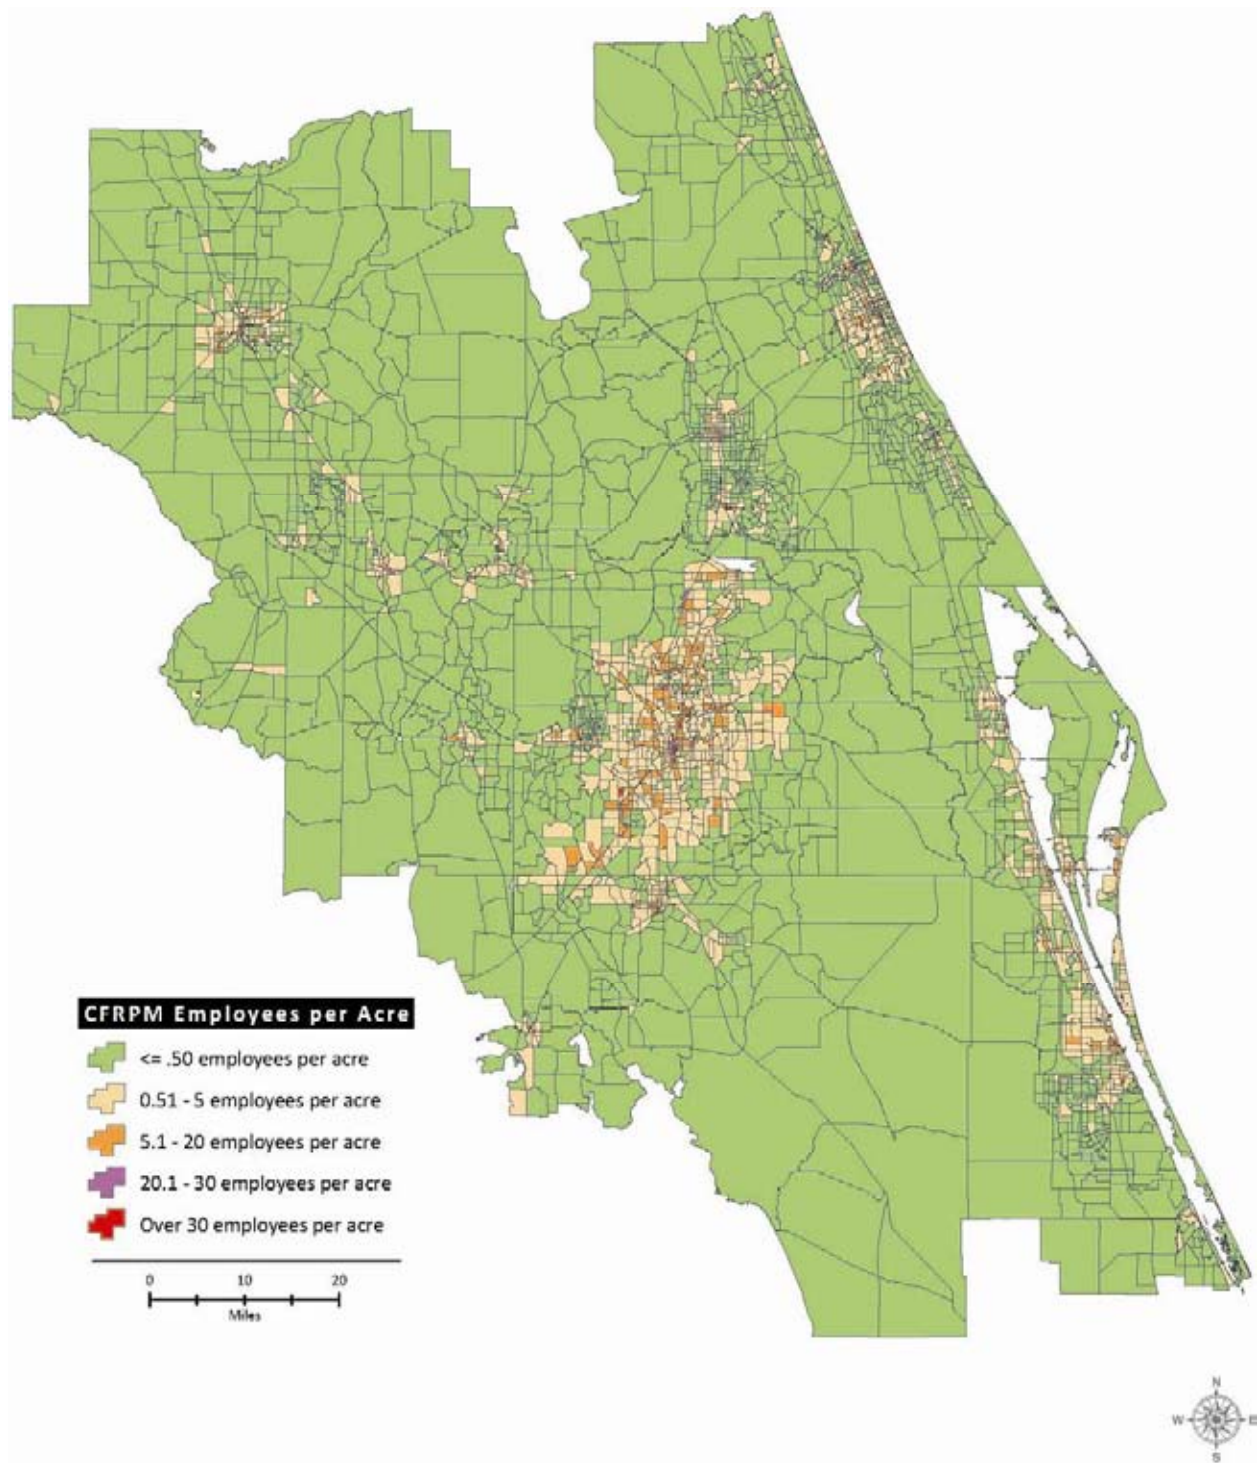 CFRPM Employees per Acre
<= .50 employees per acre
0.51 - 5 employees per acre
5.1 - 20 employees per acre
20.1 - 30 employees per acre
Over 30 employees per acre
0 10 20
Miles
N
W E
S